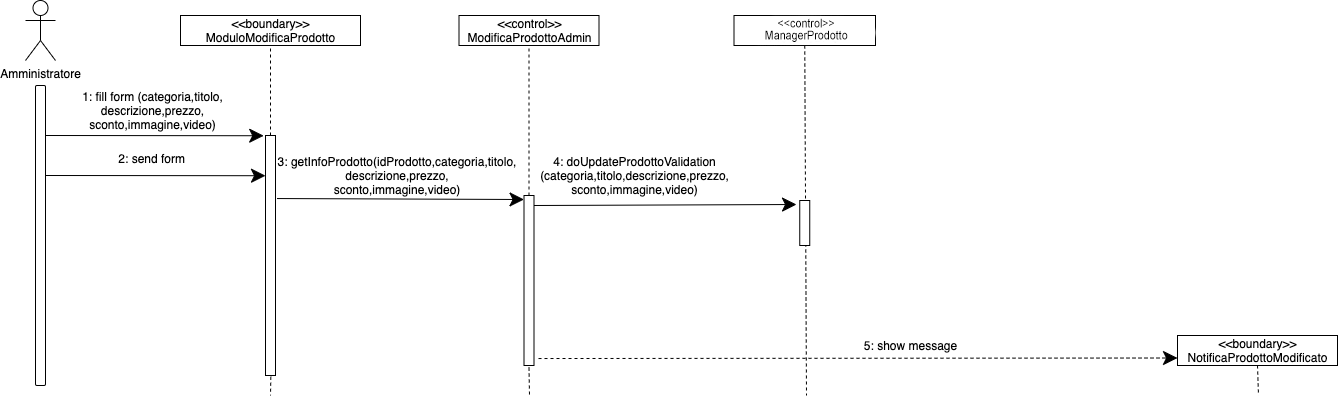 <<boundary>>
ModuloModificaProdotto
<<control>>
ModificaProdottoAdmin
<<control>>
ManagerProdotto
Amministratore
1: fill form (categoria,titolo,
descrizione,prezzo,
sconto,immagine,video)
2: send form
3: getInfoProdotto(idProdotto,categoria,titolo,
descrizione,prezzo,
sconto,immagine,video)
4: doUpdateProdottoValidation
(categoria,titolo,descrizione,prezzo,
sconto,immagine,video)
5: show message
<<boundary>>
NotificaProdottoModificato